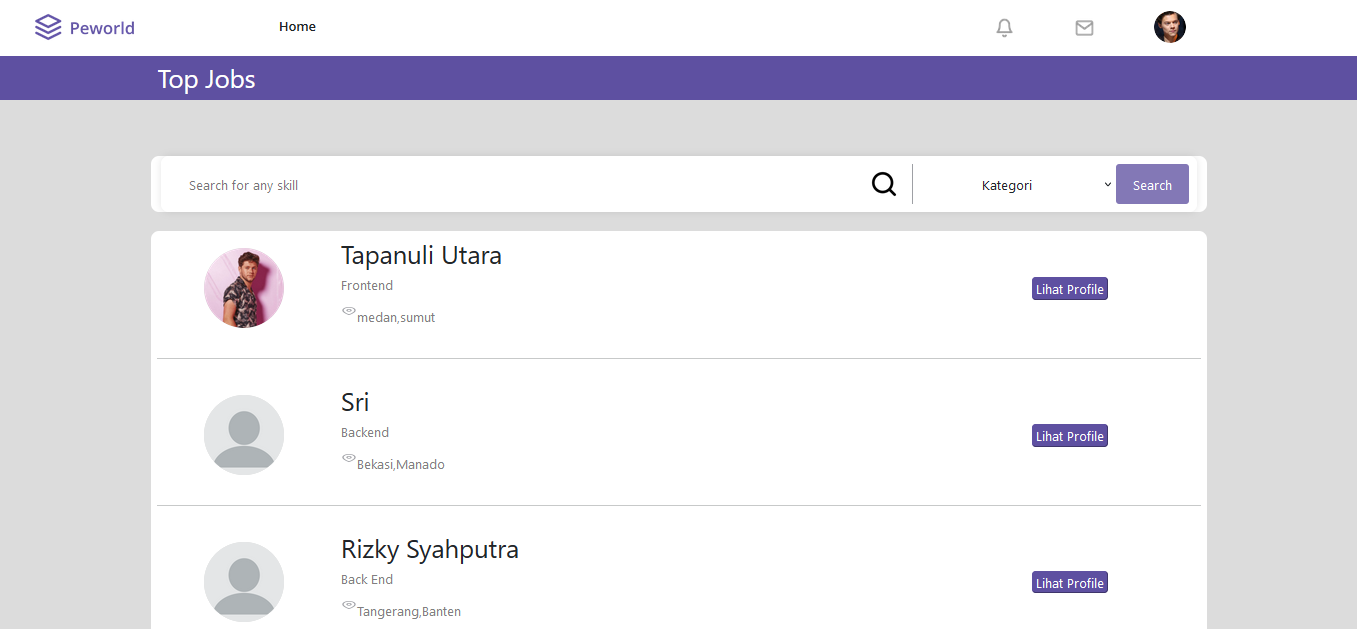 Peworld
Home
Top Jobs
Search for any skill
Kategori
Search
Tapanuli Utara
Frontend
medan,sumut
Lihat Profile
Sri
Backend
Bekasi,Manado
Lihat Profile
Rizky Syahputra
Back End
Tangerang,Banten
Lihat Profile